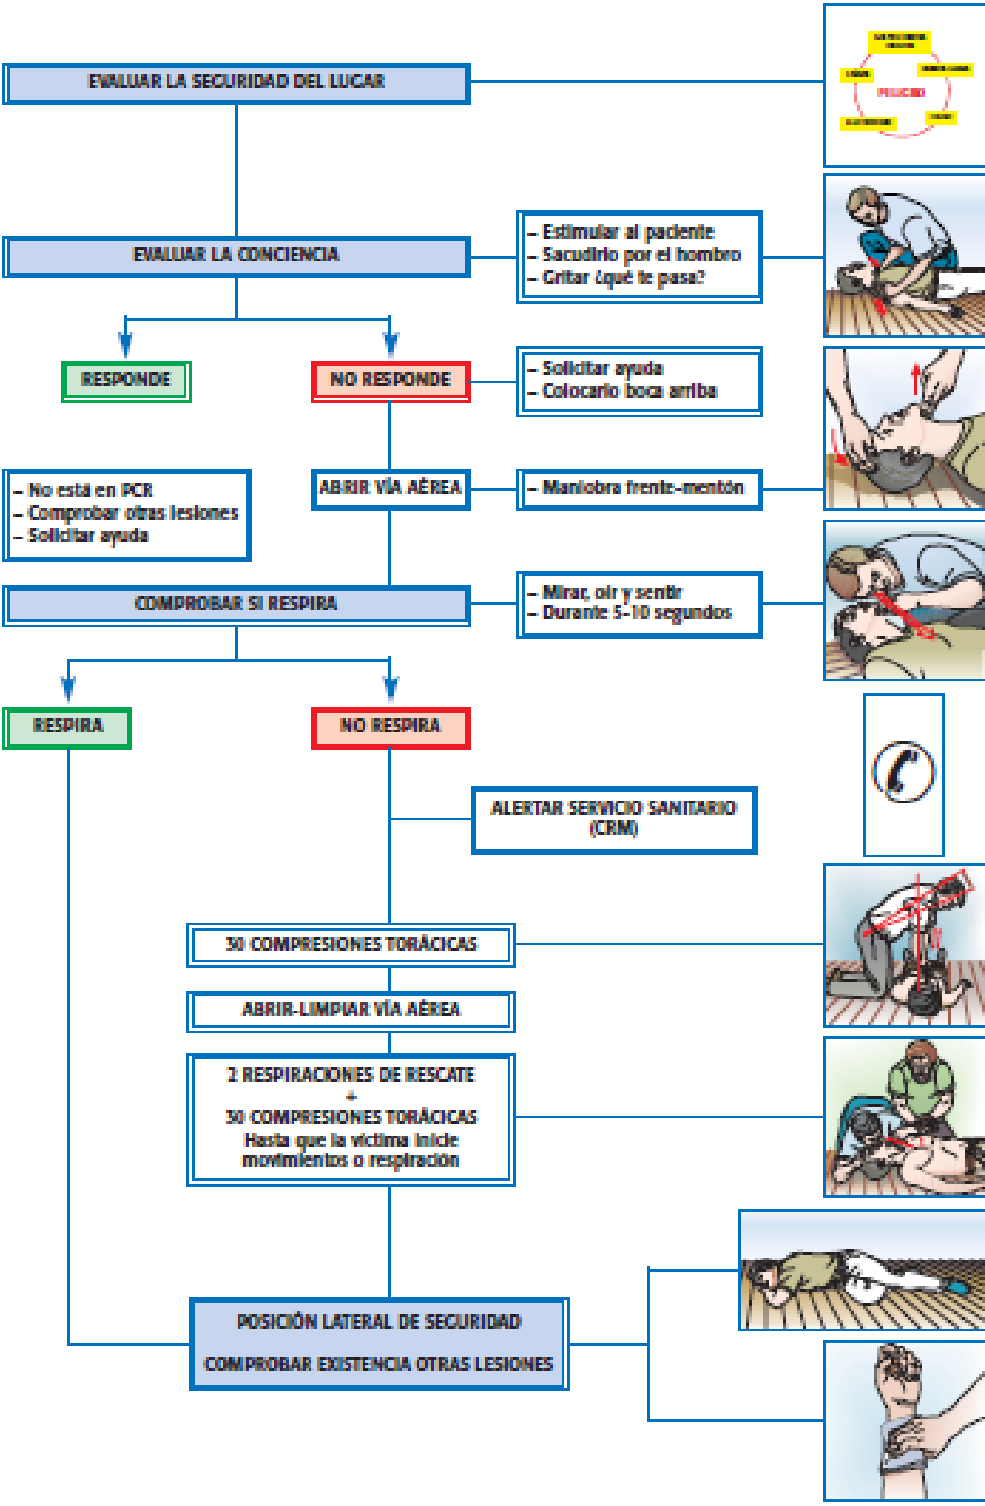 EVALUAR LA SEGURIDAD DEL LUGAR
PELIGRO
EVALUAR LA CONCIENCIA
– Estimular al paciente
– Sacudirlo por el hombro
– Gritar ¿qué te pasa?
RESPONDE
NO RESPONDE
– Solicitar ayuda
– Colocarlo boca arriba
– No está en PCR
– Comprobar otras lesiones
– Solicitar ayuda
ABRIR VÍA AÉREA
– Maniobra frente-mentón
COMPROBAR SI RESPIRA
– Mirar, oir y sentir
– Durante 5-10 segundos
RESPIRA
NO RESPIRA
ALERTAR SERVICIO SANITARIO
(CRM)
30 COMPRESIONES TORÁCICAS
ABRIR-LIMPIAR VÍA AÉREA
2 RESPIRACIONES DE RESCATE
+
30 COMPRESIONES TORÁCICAS
Hasta que la víctima inicie
movimientos o respiración
POSICIÓN LATERAL DE SEGURIDAD
COMPROBAR EXISTENCIA OTRAS LESIONES